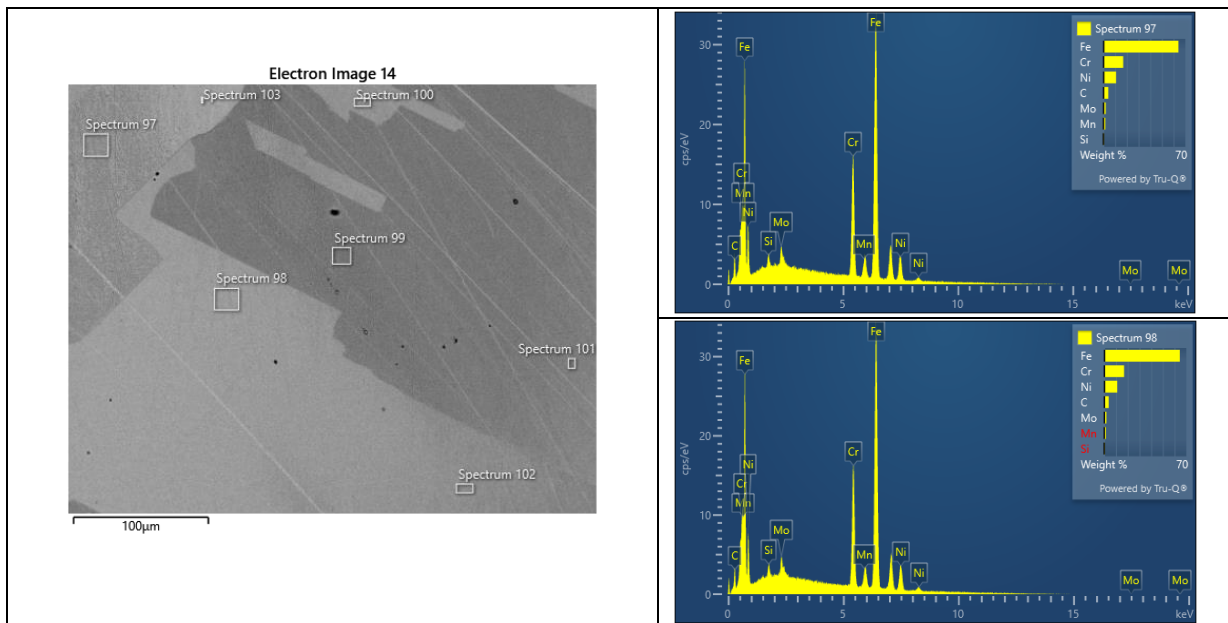 Electron Image 14
Spectrum 103
Spectrum 100
Spectrum 97
Spectrum 99
Spectrum 98
Spectrum 101
Spectrum 102
100µm
Fe
Fe
Cr
Cr
Mn
Ni
C
Si
Mo
Mn
Ni
Ni
Mo
Mo
cps/eV
30
20
10
0
0
5
10
15
keV
Spectrum 97
Fe
Cr
Ni
C
Mo
Mn
Si
Weight %
70
Powered by Tru-Q®
Fe
Fe
Ni
Cr
Cr
Mn
C
Si
Mo
Mn
Ni
Ni
Mo
Mo
cps/eV
30
20
10
0
0
5
10
15
keV
Spectrum 98
Fe
Cr
Ni
C
Mo
Mn
Si
Weight %
70
Powered by Tru-Q®